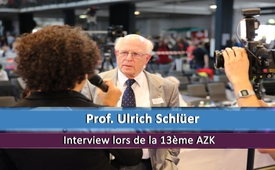 Prof. Ulrich Schlüer
Interview lors de la 13ème AZK